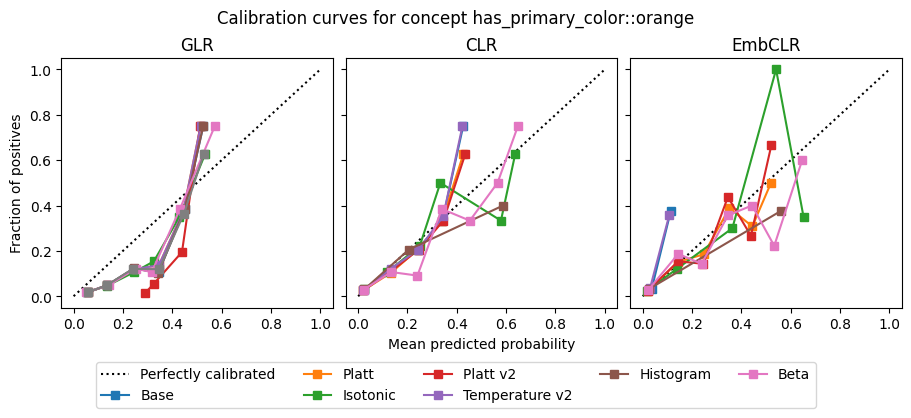 Calibration curves for concept has_primary_color::orange
GLR
CLR
EmbCLR
Fraction of positives
1.0
0.8
0.6
0.4
0.2
0.0
0.0 0.2 0.4 0.6 0.8 1.0
0.0 0.2 0.4 0.6 0.8 1.0
0.0 0.2 0.4 0.6 0.8 1.0
Mean predicted probability
Perfectly calibrated
Base
Platt
Isotonic
Platt v2
Temperature v2
Histogram
Beta